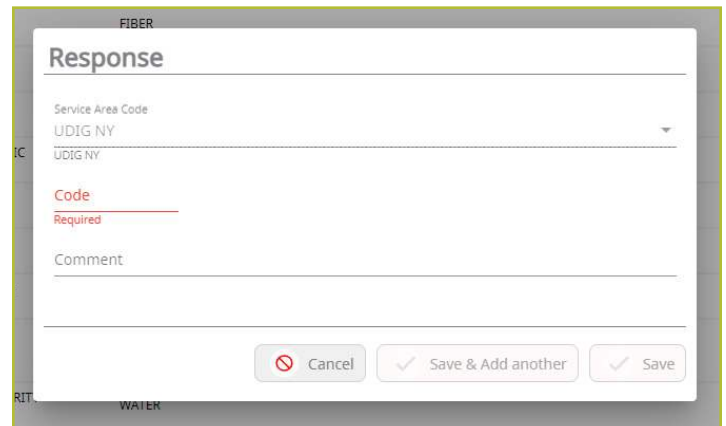 FIBER
Response
Service Area Code
UDIG NY
IC
UDIG NY
Code
Required
Comment
Cancel
Save & Add another
Save
WATER